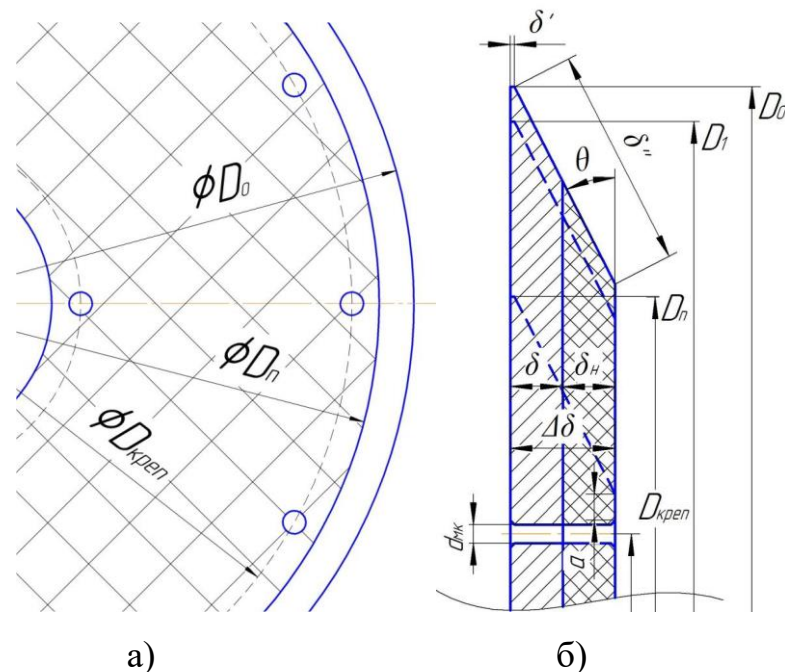 ϕD₀
ϕDп
ϕDкреп
а)
δ'
D₀
D₁
δ"
θ
Dп
δ
δн
Δδ
Dкреп
dмк
a
б)